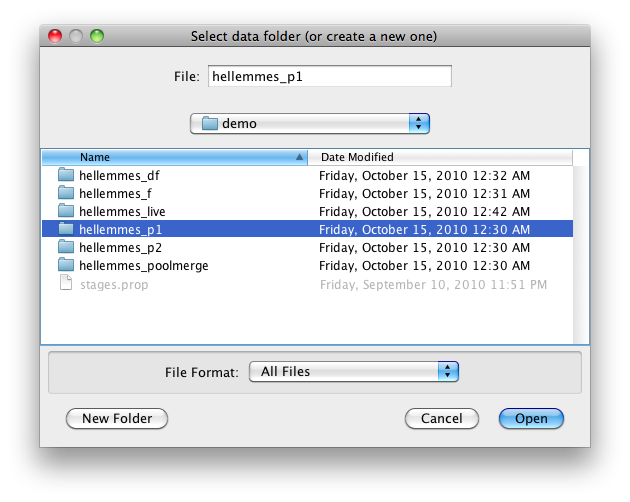 Select data folder (or create a new one)
File: hellemmes_p1
demo
Name Date Modified
hellemmes_df Friday, October 15, 2010 12:32 AM
hellemmes_f Friday, October 15, 2010 12:31 AM
hellemmes_live Friday, October 15, 2010 12:42 AM
hellemmes_p1 Friday, October 15, 2010 12:30 AM
hellemmes_p2 Friday, October 15, 2010 12:30 AM
hellemmes_poolmerge Friday, October 15, 2010 12:30 AM
stages.prop Friday, September 10, 2010 11:51 PM
File Format: All Files
New Folder Cancel Open